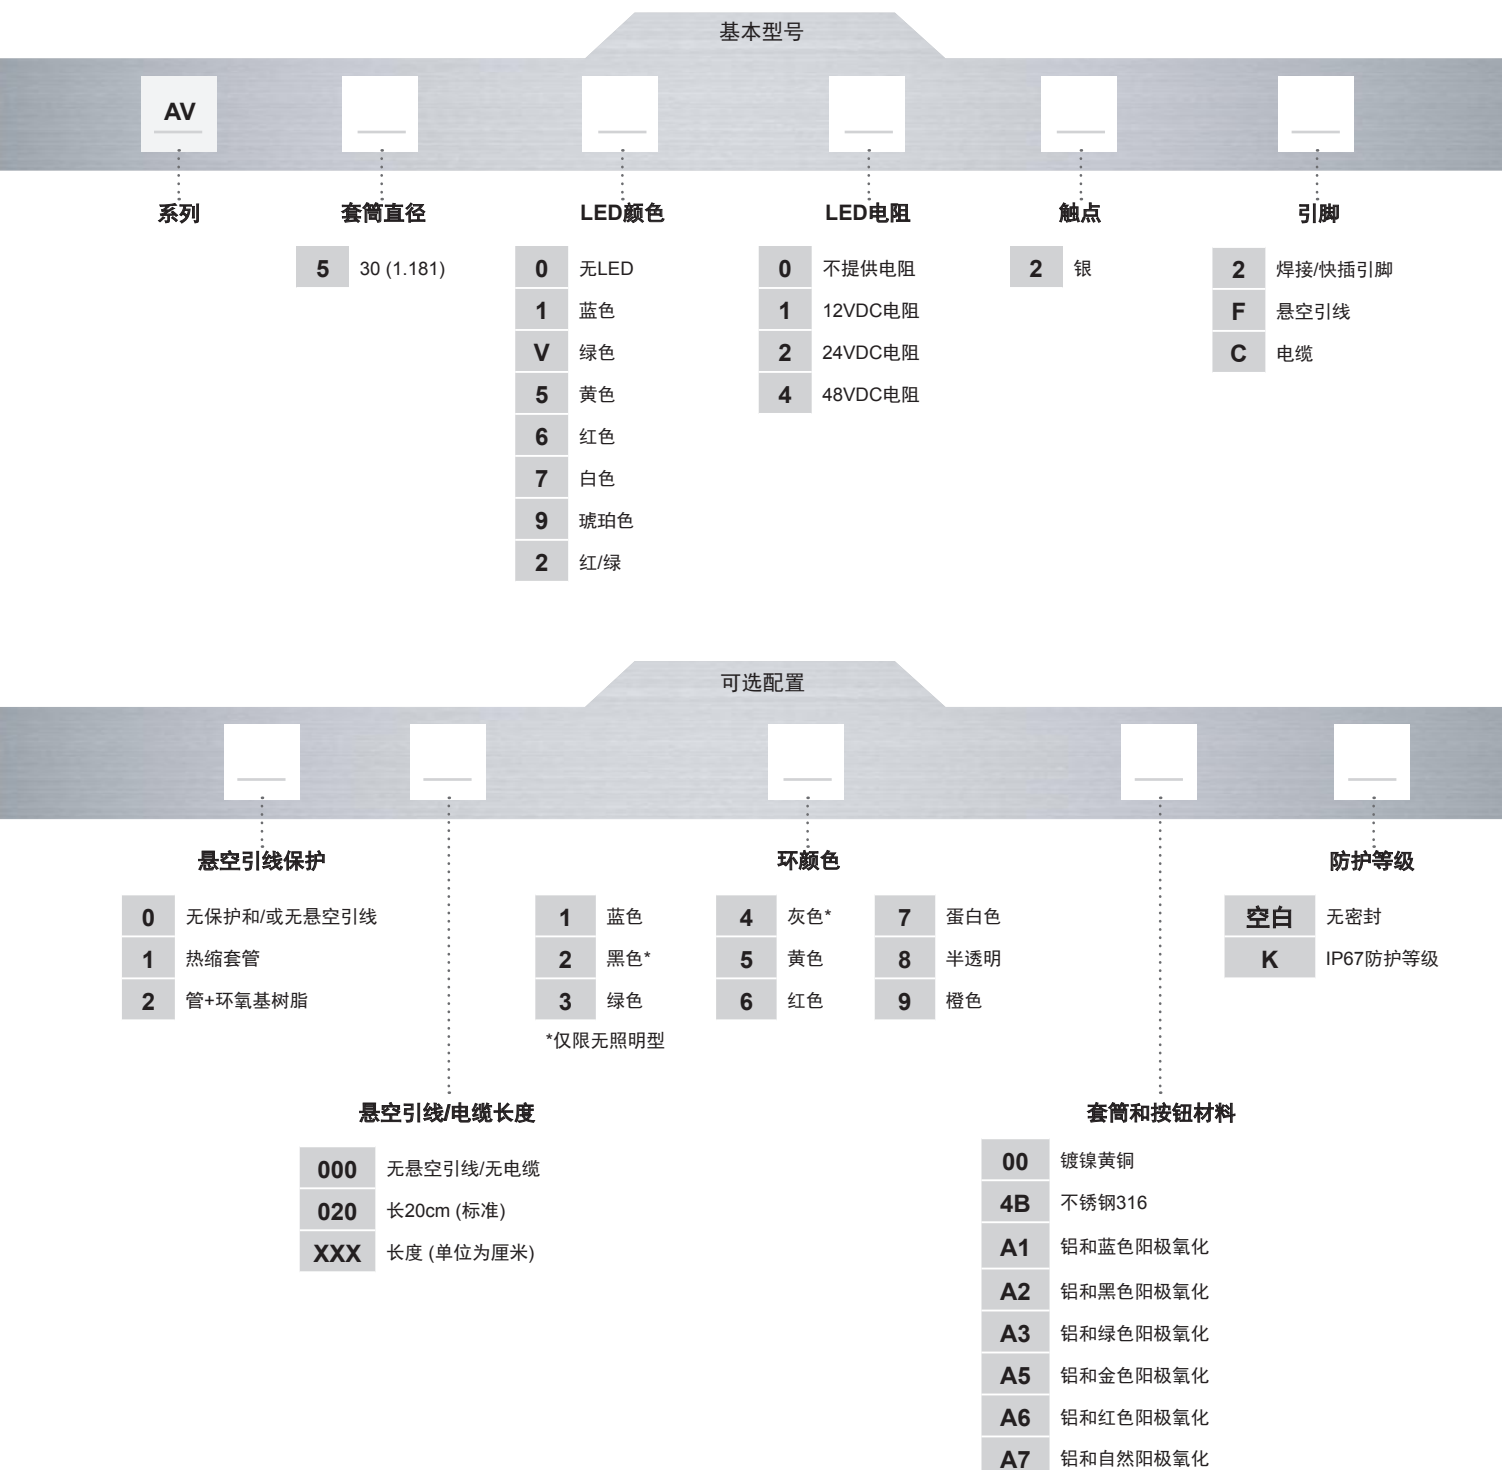 基本型号
AV
系列
套筒直径
LED颜色
LED电阻
触点
引脚
5 30 (1.181)
0 无LED
1 蓝色
V 绿色
5 黄色
6 红色
7 白色
9 琥珀色
2 红/绿
0 不提供电阻
1 12VDC电阻
2 24VDC电阻
4 48VDC电阻
2 银
2 焊接/快插引脚
F 悬空引线
C 电缆
可选配置
悬空引线保护
0 无保护和/或无悬空引线
1 热缩套管
2 管+环氧基树脂
悬空引线/电缆长度
000 无悬空引线/无电缆
020 长20cm (标准)
XXX 长度 (单位为厘米)
环颜色
1 蓝色
2 黑色*
3 绿色
4 灰色*
5 黄色
6 红色
7 蛋白色
8 半透明
9 橙色
*仅限无照明型
套筒和按钮材料
00 镀镍黄铜
4B 不锈钢316
A1 铝和蓝色阳极氧化
A2 铝和黑色阳极氧化
A3 铝和绿色阳极氧化
A5 铝和金色阳极氧化
A6 铝和红色阳极氧化
A7 铝和自然阳极氧化
防护等级
空白 无密封
K IP67防护等级